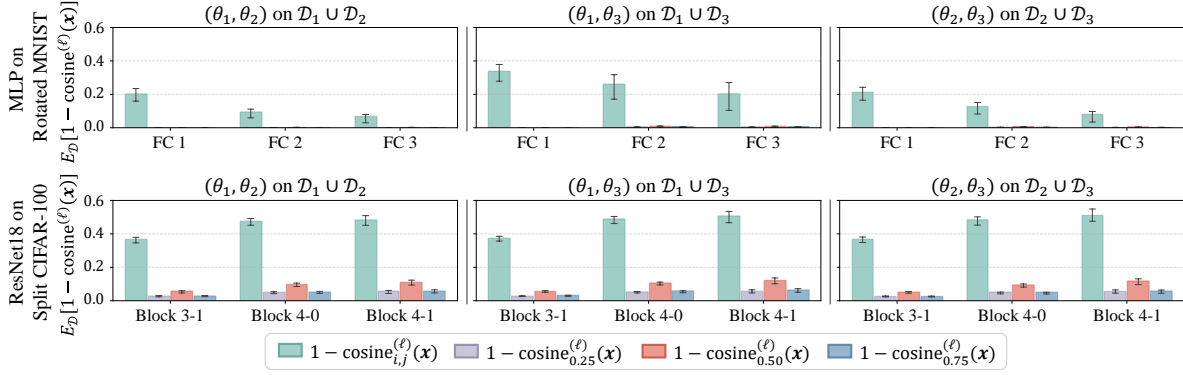 (θ₁, θ₂) on 𝒟₁ ∪ 𝒟₂
(θ₁, θ₃) on 𝒟₁ ∪ 𝒟₃
(θ₂, θ₃) on 𝒟₂ ∪ 𝒟₃
MLP on
Rotated MNIST
E_𝒟[1 − cosine^(ℓ)(𝒙)]
0.6
0.4
0.2
0.0
FC 1 FC 2 FC 3
FC 1 FC 2 FC 3
FC 1 FC 2 FC 3
(θ₁, θ₂) on 𝒟₁ ∪ 𝒟₂
(θ₁, θ₃) on 𝒟₁ ∪ 𝒟₃
(θ₂, θ₃) on 𝒟₂ ∪ 𝒟₃
ResNet18 on
Split CIFAR-100
E_𝒟[1 − cosine^(ℓ)(𝒙)]
0.6
0.4
0.2
0.0
Block 3-1 Block 4-0 Block 4-1
Block 3-1 Block 4-0 Block 4-1
Block 3-1 Block 4-0 Block 4-1
1 − cosine_{i,j}^(ℓ)(𝒙) 1 − cosine_{0.25}^(ℓ)(𝒙) 1 − cosine_{0.50}^(ℓ)(𝒙) 1 − cosine_{0.75}^(ℓ)(𝒙)